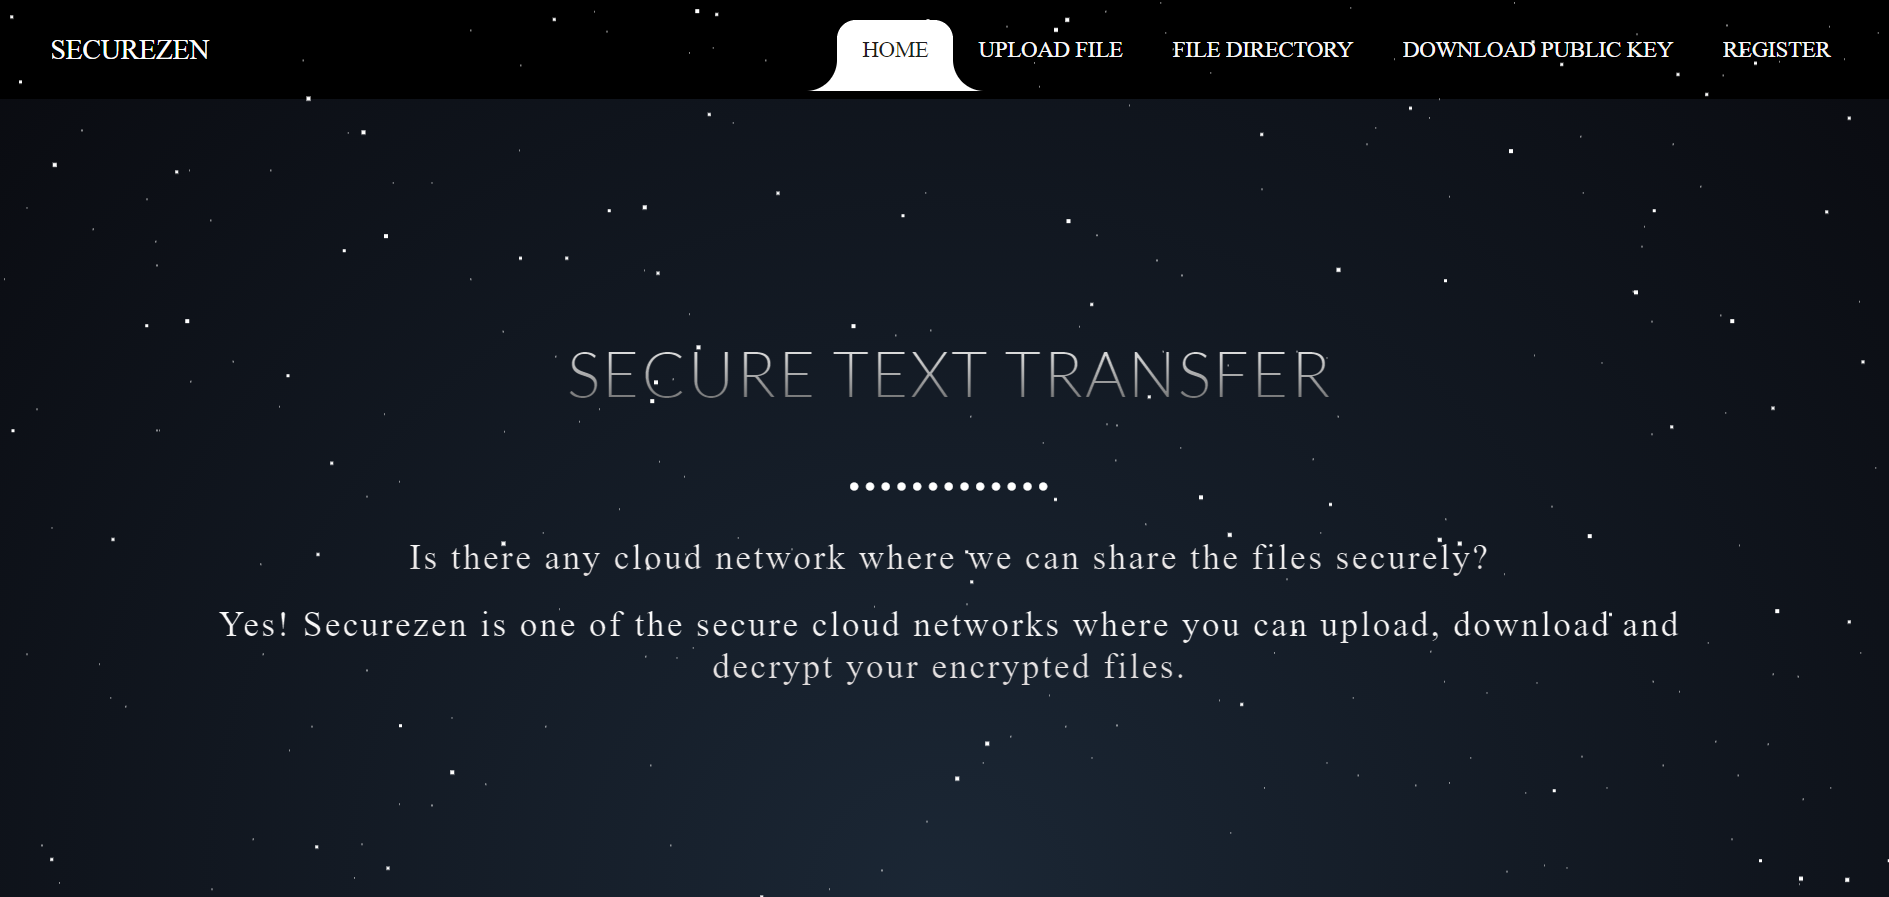 SECUREZEN
HOME
UPLOAD FILE
FILE DIRECTORY
DOWNLOAD PUBLIC KEY
REGISTER
SECURE TEXT TRANSFER
Is there any cloud network where we can share the files securely?
Yes! Securezen is one of the secure cloud networks where you can upload, download and
decrypt your encrypted files.